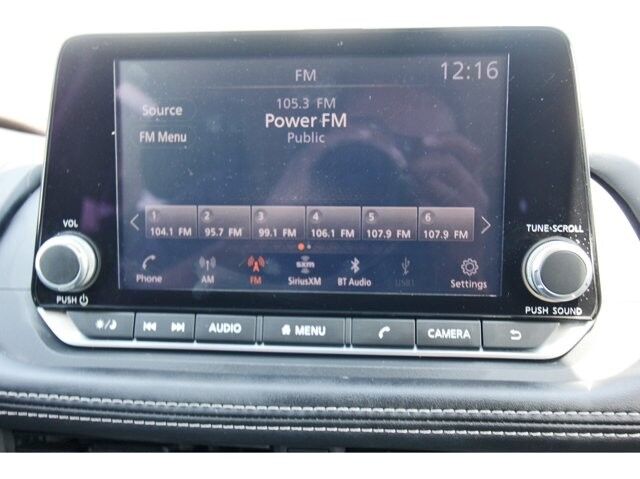 FM
12:16
105.3 FM
Source
Power FM
FM Menu
Public
1 2 3 4 5 6
104.1 FM 95.7 FM 99.1 FM 106.1 FM 107.9 FM 107.9 FM
VOL
TUNE·SCROLL
sxm
Phone AM FM SiriusXM BT Audio USB1 Settings
PUSH
PUSH SOUND
AUDIO MENU CAMERA